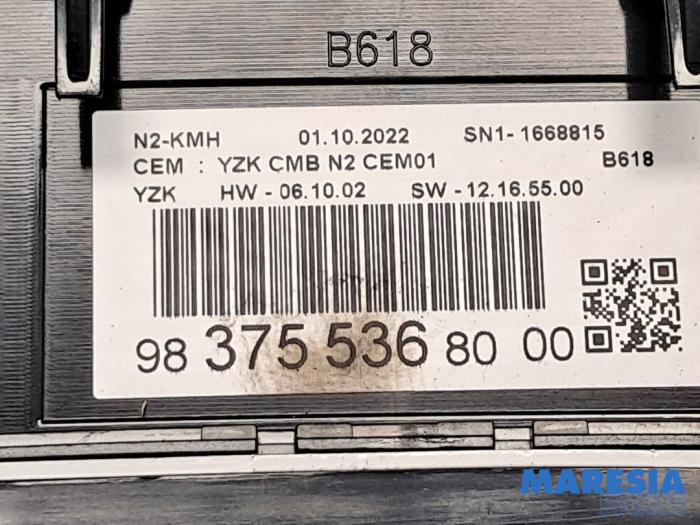 B618
N2-KMH 01.10.2022 SN1-1668815
CEM : YZK CMB N2 CEM01 B618
YZK HW - 06.10.02 SW - 12.16.55.00
98 375 536 80 00
MARESIA